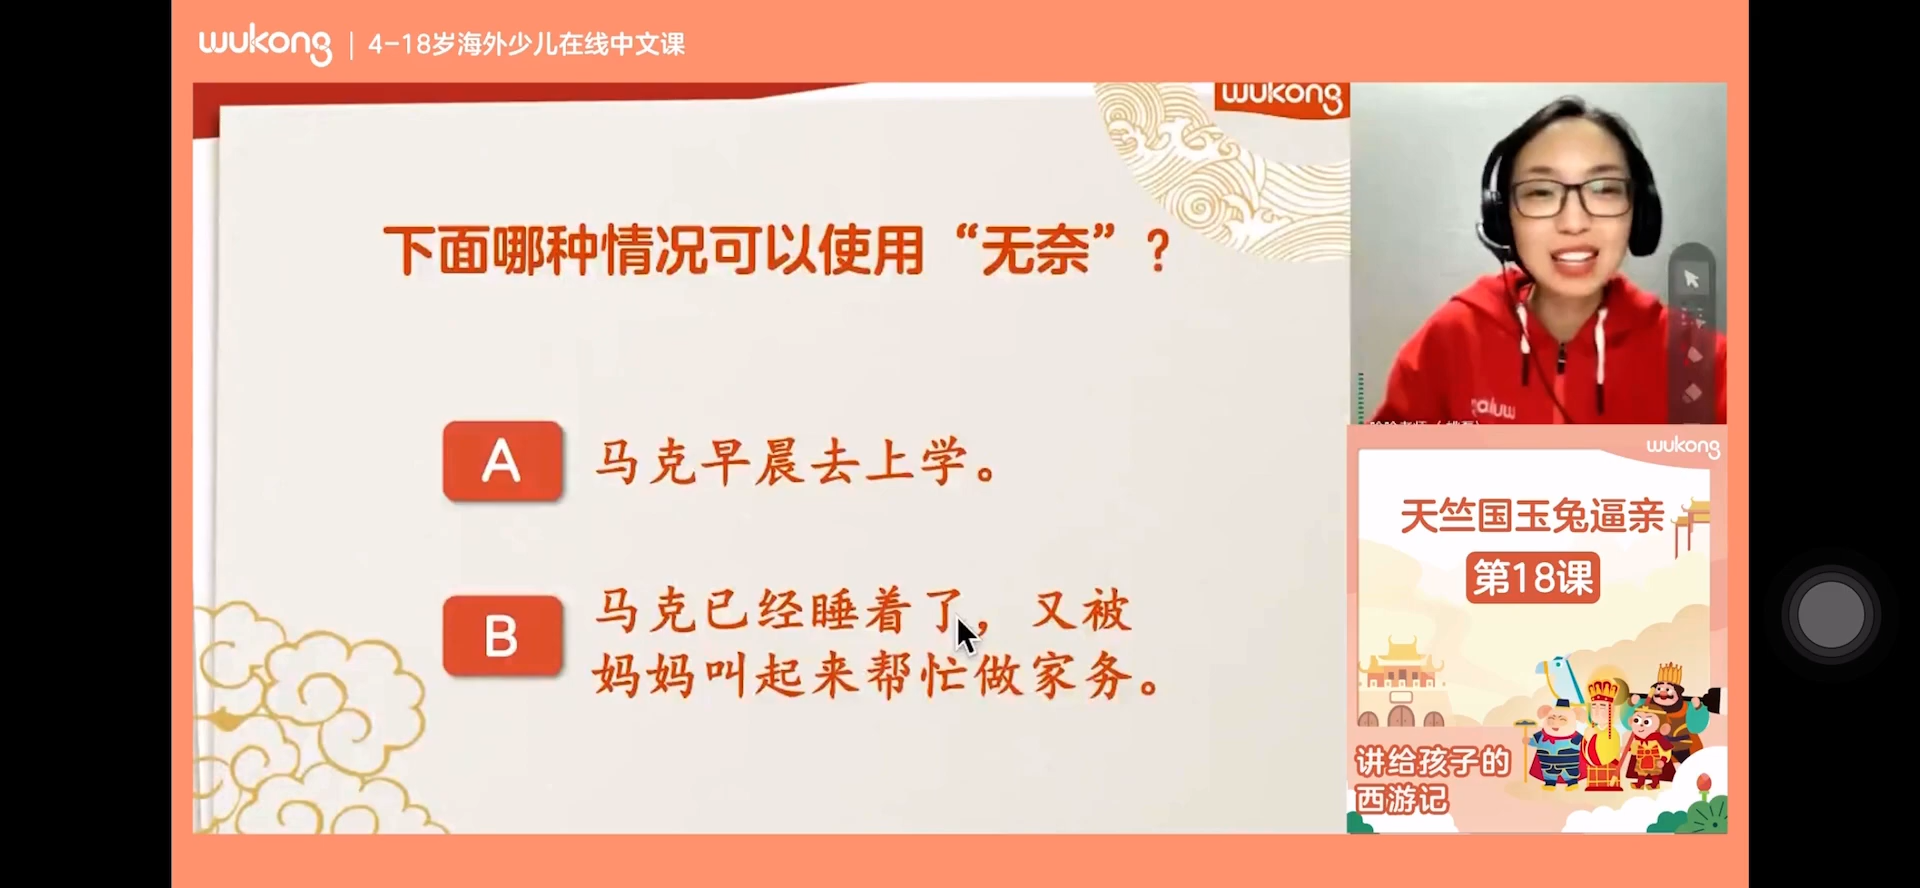 wukong | 4-18岁海外少儿在线中文课
wukong
下面哪种情况可以使用“无奈”？
A 马克早晨去上学。
B 马克已经睡着了，又被
妈妈叫起来帮忙做家务。
wukong
天竺国玉兔逼亲
第18课
讲给孩子的
西游记